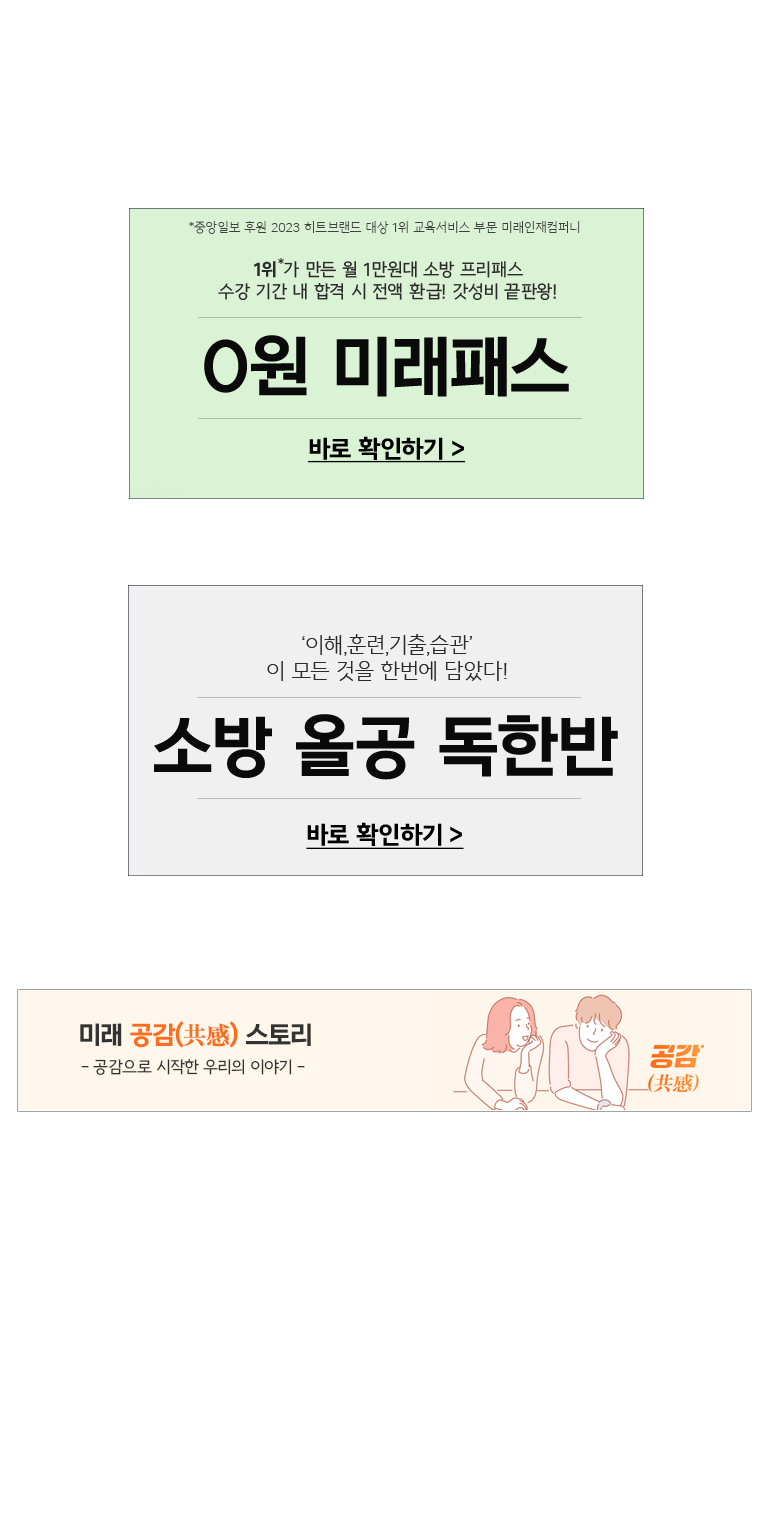 *중앙일보 후원 2023 히트브랜드 대상 1위 교육서비스 부문 미래인재컴퍼니
1위*가 만든 월 1만원대 소방 프리패스
수강 기간 내 합격 시 전액 환급! 갓성비 끝판왕!
0원 미래패스
바로 확인하기 >
‘이해,훈련,기출,습관’
이 모든 것을 한번에 담았다!
소방 올공 독한반
바로 확인하기 >
미래 공감(共感) 스토리
- 공감으로 시작한 우리의 이야기 -
공감
(共感)